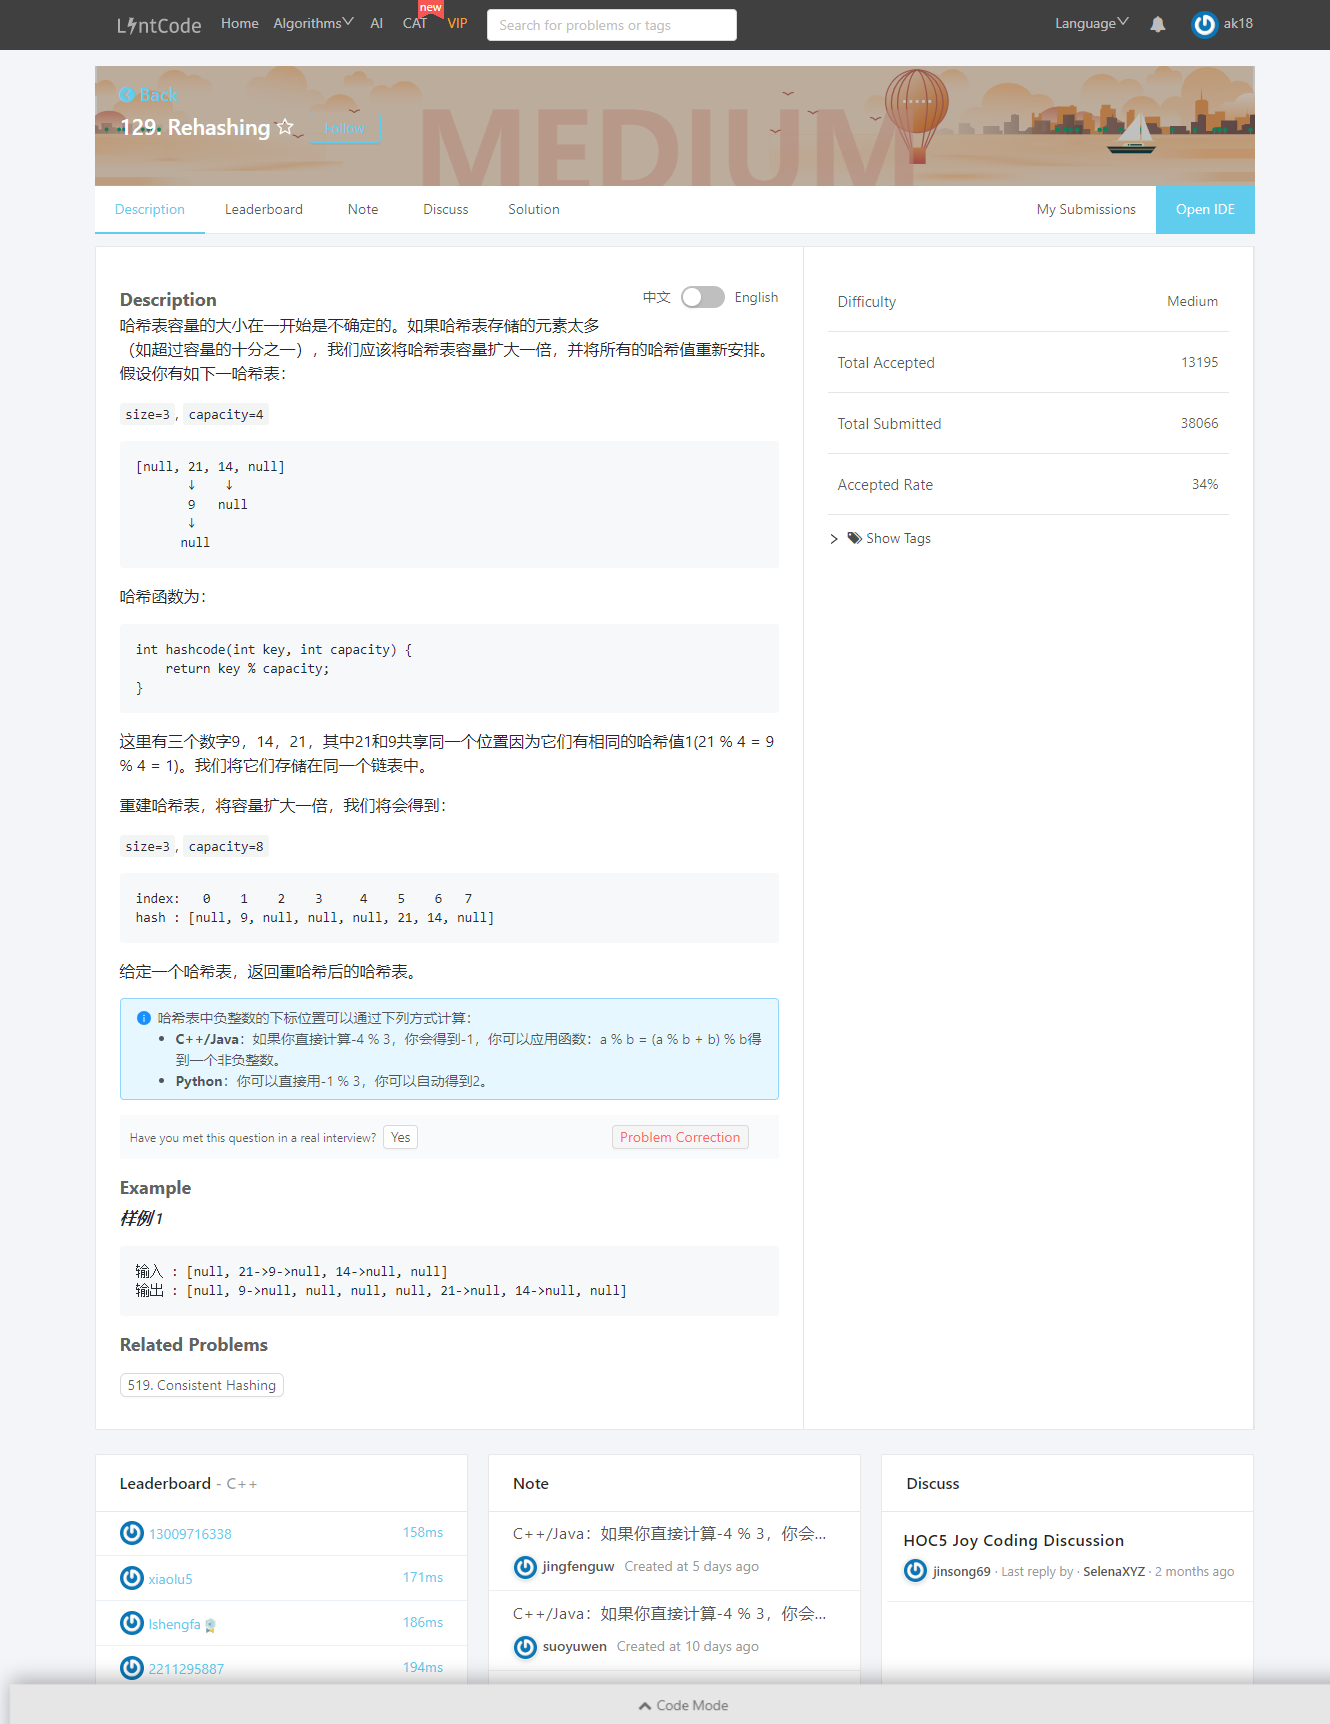 LintCode Home Algorithms AI CAT new VIP Search for problems or tags Language ak18
Back
129. Rehashing Follow
MEDIUM
Description Leaderboard Note Discuss Solution My Submissions Open IDE
Description 中文 English
哈希表容量的大小在一开始是不确定的。如果哈希表存储的元素太多
（如超过容量的十分之一），我们应该将哈希表容量扩大一倍，并将所有的哈希值重新安排。
假设你有如下一哈希表：
size=3, capacity=4
[null, 21, 14, null]
↓ ↓
9 null
↓
null
哈希函数为：
int hashcode(int key, int capacity) {
return key % capacity;
}
这里有三个数字9，14，21，其中21和9共享同一个位置因为它们有相同的哈希值1(21 % 4 = 9
% 4 = 1)。我们将它们存储在同一个链表中。
重建哈希表，将容量扩大一倍，我们将会得到：
size=3, capacity=8
index: 0 1 2 3 4 5 6 7
hash : [null, 9, null, null, null, 21, 14, null]
给定一个哈希表，返回重哈希后的哈希表。
哈希表中负整数的下标位置可以通过下列方式计算：
• C++/Java：如果你直接计算-4 % 3，你会得到-1，你可以应用函数：a % b = (a % b + b) % b得
到一个非负整数。
• Python：你可以直接用-1 % 3，你可以自动得到2。
Have you met this question in a real interview? Yes Problem Correction
Example
样例 1
输入 : [null, 21->9->null, 14->null, null]
输出 : [null, 9->null, null, null, null, 21->null, 14->null, null]
Related Problems
519. Consistent Hashing
Difficulty Medium
Total Accepted 13195
Total Submitted 38066
Accepted Rate 34%
Show Tags
Leaderboard - C++
13009716338 158ms
xiaolu5 171ms
lshengfa 186ms
2211295887 194ms
Note
C++/Java：如果你直接计算-4 % 3，你会...
jingfenguw Created at 5 days ago
C++/Java：如果你直接计算-4 % 3，你会...
suoyuwen Created at 10 days ago
Discuss
HOC5 Joy Coding Discussion
jinsong69 · Last reply by · SelenaXYZ · 2 months ago
Code Mode